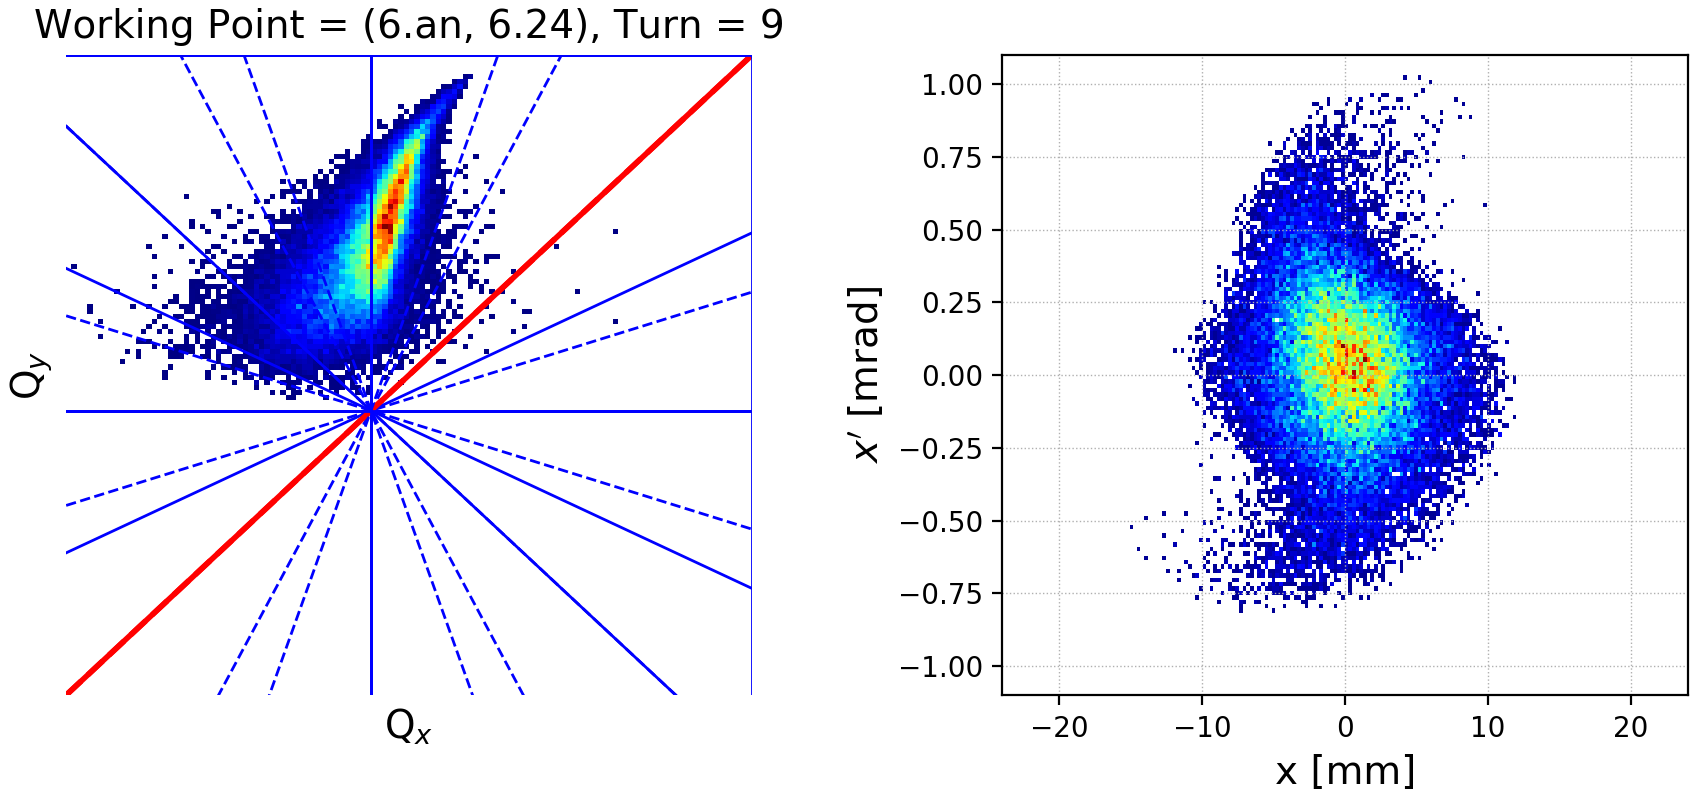 Working Point = (6.an, 6.24), Turn = 9
Q_y
Q_x
1.00
0.75
0.50
0.25
0.00
−0.25
−0.50
−0.75
−1.00
x′ [mrad]
−20 −10 0 10 20
x [mm]